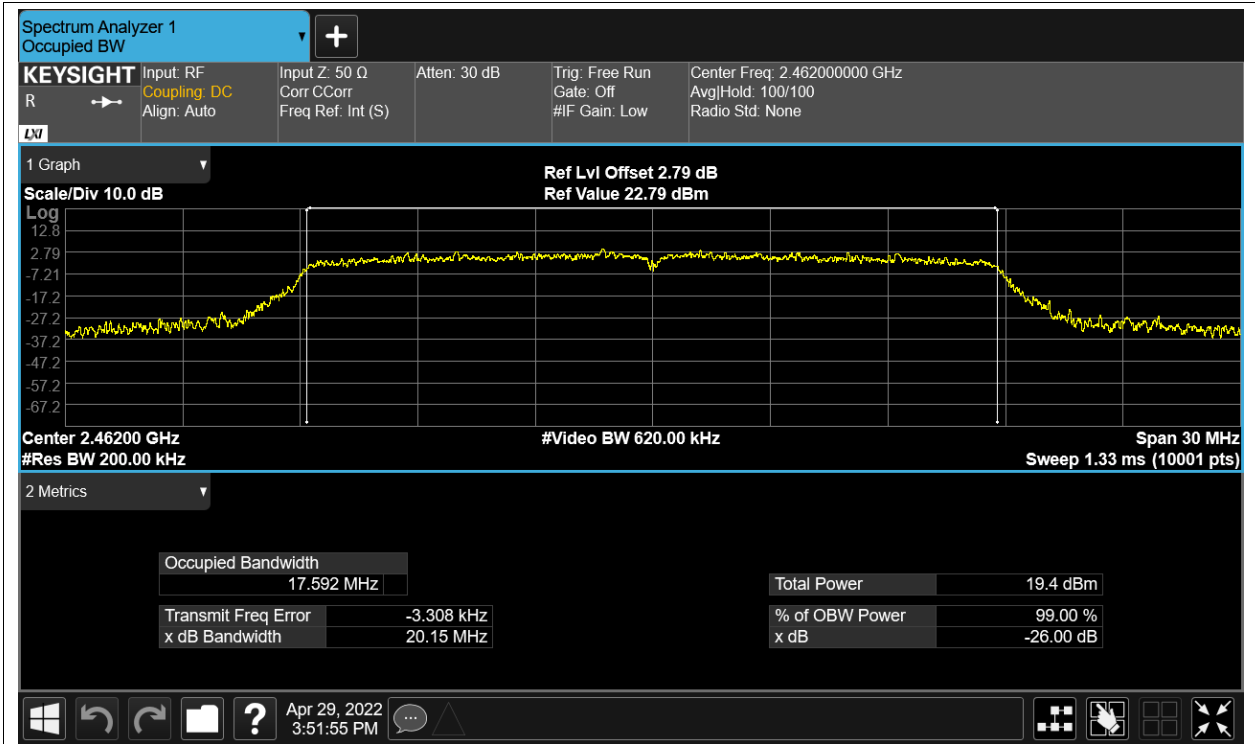 Spectrum Analyzer 1
Occupied BW
KEYSIGHT
R
LXI
Input: RF
Coupling: DC
Align: Auto
Input Z: 50 Ω
Corr CCorr
Freq Ref: Int (S)
Atten: 30 dB
Trig: Free Run
Gate: Off
#IF Gain: Low
Center Freq: 2.462000000 GHz
Avg|Hold: 100/100
Radio Std: None
1 Graph
Scale/Div 10.0 dB
Ref Lvl Offset 2.79 dB
Ref Value 22.79 dBm
Log
12.8
2.79
-7.21
-17.2
-27.2
-37.2
-47.2
-57.2
-67.2
Center 2.46200 GHz
#Video BW 620.00 kHz
Span 30 MHz
#Res BW 200.00 kHz
Sweep 1.33 ms (10001 pts)
2 Metrics
Occupied Bandwidth
17.592 MHz
Total Power 19.4 dBm
Transmit Freq Error -3.308 kHz
% of OBW Power 99.00 %
x dB Bandwidth 20.15 MHz
x dB -26.00 dB
?
Apr 29, 2022
3:51:55 PM